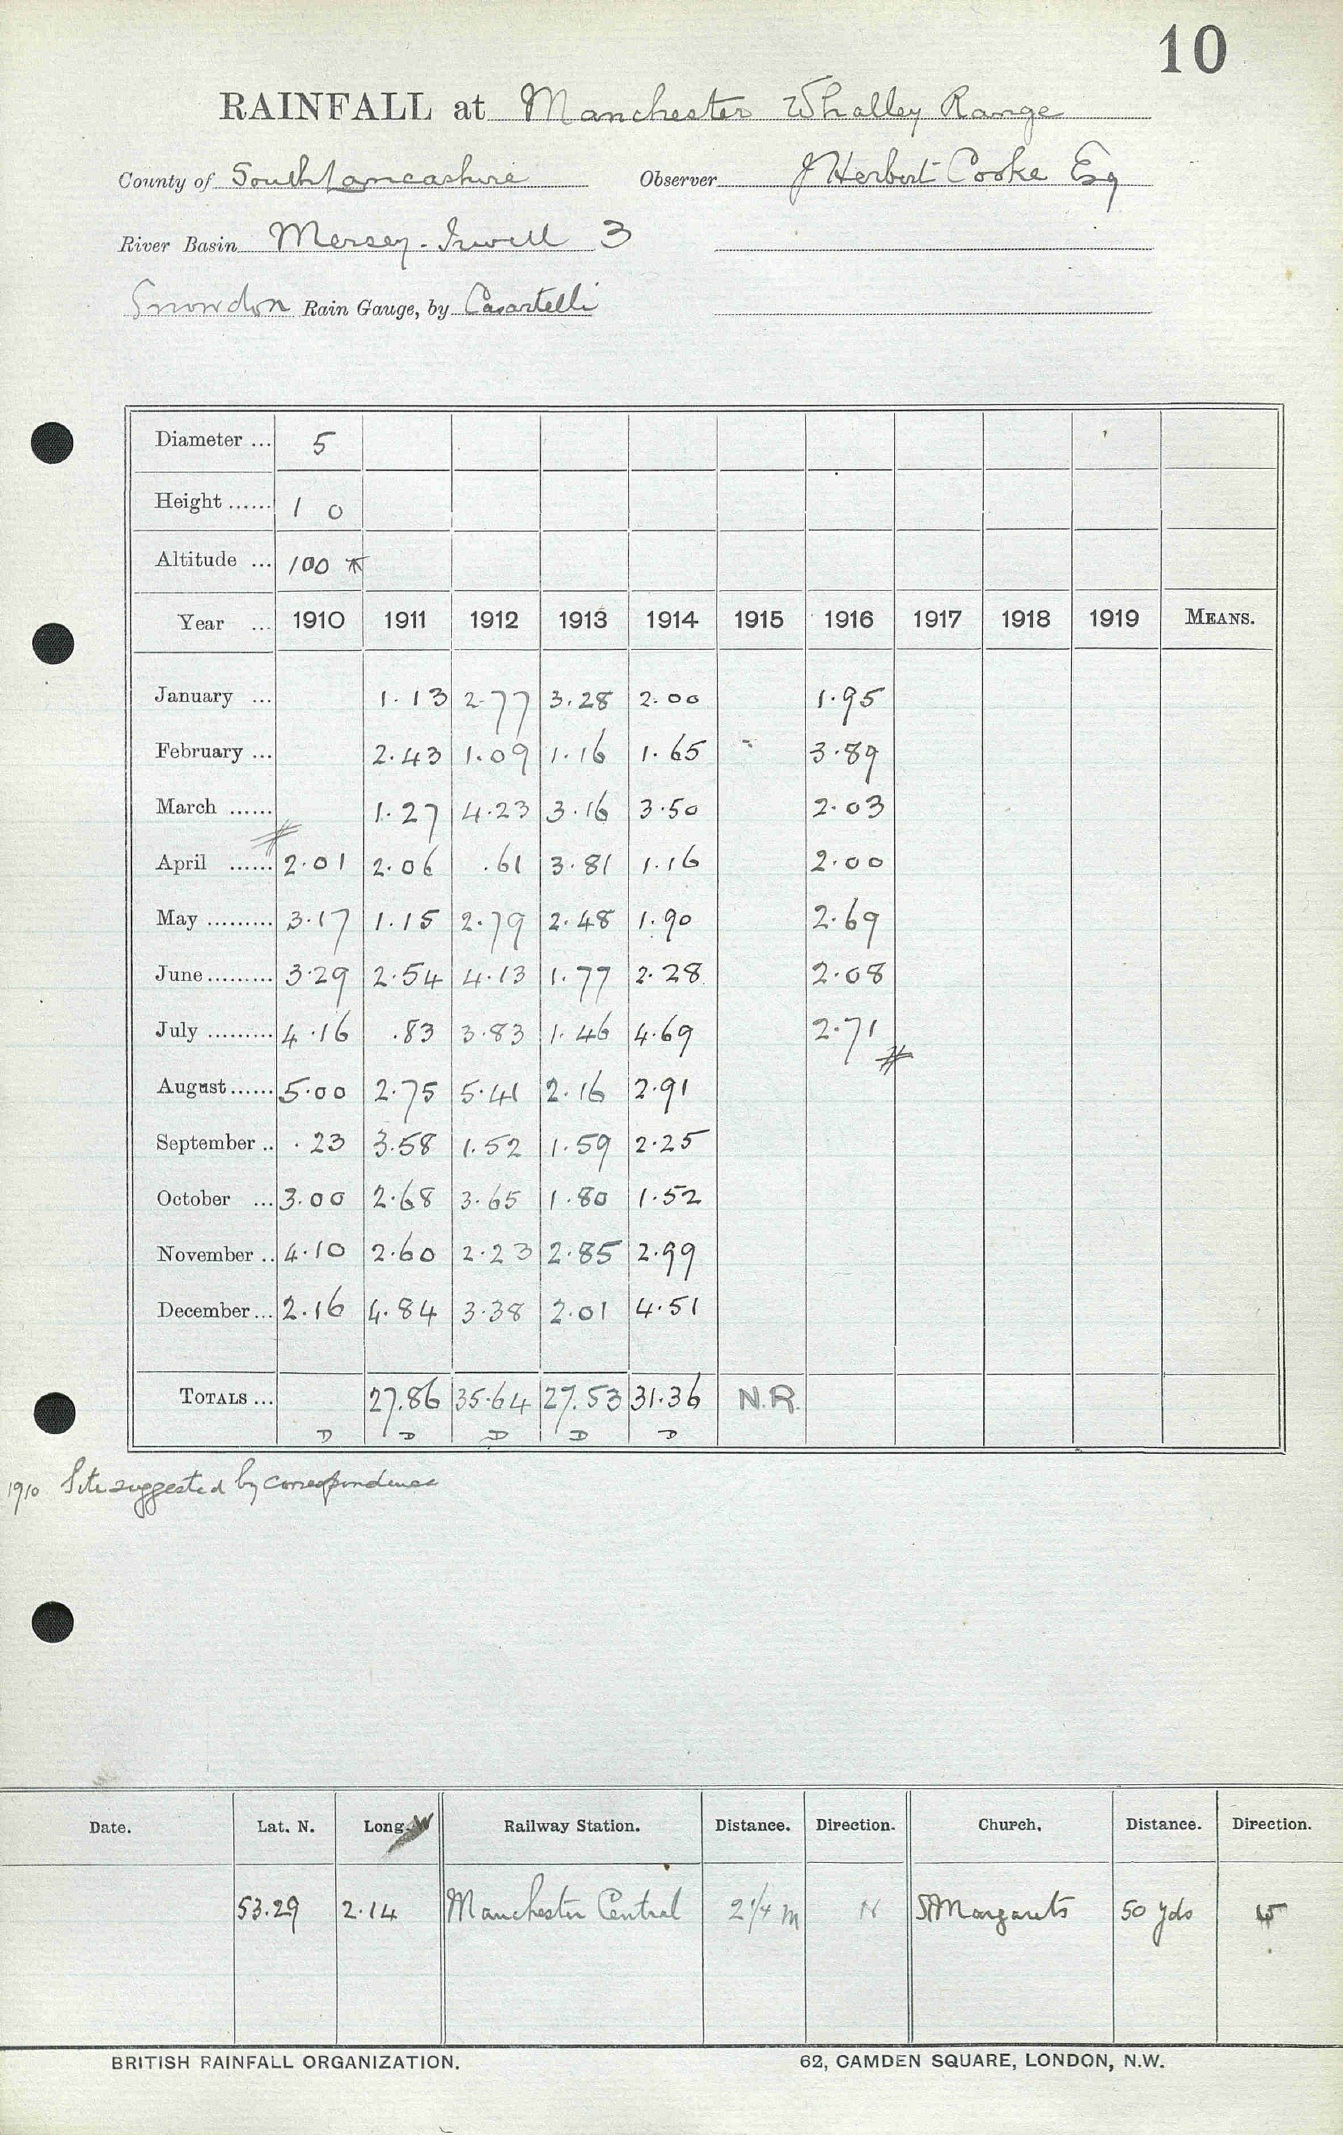 10
RAINFALL at Manchester Whalley Range
County of South Lancashire Observer J Herbert Cooke Esq
River Basin Mersey-Irwell 3
Snowdon Rain Gauge, by Casartelli
Diameter ... 5
Height ...... 1 0
Altitude ... 100
Year ... 1910 1911 1912 1913 1914 1915 1916 1917 1918 1919 MEANS.
January ... 1.13 2.77 3.28 2.00 1.95
February ... 2.43 1.09 1.16 1.65 - 3.89
March ...... 1.27 4.23 3.16 3.50 2.03
April ...... 2.01 2.06 .61 3.81 1.16 2.00
May ......... 3.17 1.15 2.79 2.48 1.90 2.69
June ......... 3.29 2.54 4.13 1.77 2.28 2.08
July ......... 4.16 .83 3.83 1.46 4.69 2.71
August ...... 5.00 2.75 5.41 2.16 2.91
September .. .23 3.58 1.52 1.59 2.25
October ... 3.00 2.68 3.65 1.80 1.52
November .. 4.10 2.60 2.23 2.85 2.99
December ... 2.16 4.84 3.38 2.01 4.51
TOTALS ... 27.86 35.64 27.53 31.36 N.R.
D D D D D
1910 Site suggested by correspondence
Date. Lat. N. Long. W Railway Station. Distance. Direction. Church. Distance. Direction.
53.29 2.14 Manchester Central 2 1/4 m N St Margarets 50 yds W
BRITISH RAINFALL ORGANIZATION. 62, CAMDEN SQUARE, LONDON, N.W.